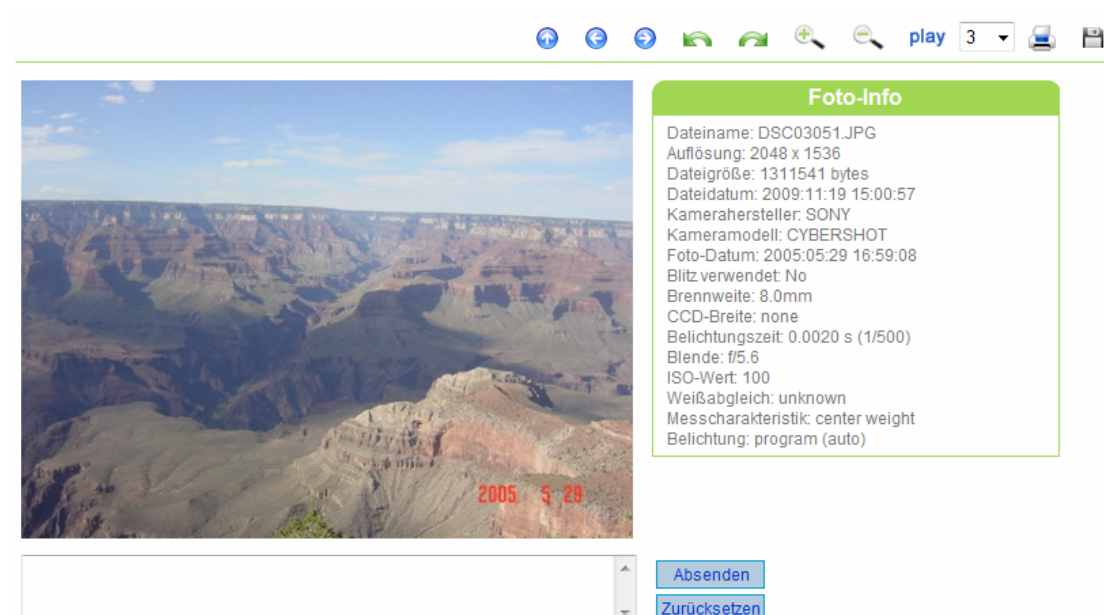 play 3
Foto-Info
Dateiname: DSC03051.JPG
Auflösung: 2048 x 1536
Dateigröße: 1311541 bytes
Dateidatum: 2009:11:19 15:00:57
Kamerahersteller: SONY
Kameramodell: CYBERSHOT
Foto-Datum: 2005:05:29 16:59:08
Blitz verwendet: No
Brennweite: 8.0mm
CCD-Breite: none
Belichtungszeit: 0.0020 s (1/500)
Blende: f/5.6
ISO-Wert: 100
Weißabgleich: unknown
Messcharakteristik: center weight
Belichtung: program (auto)
2005 5 29
Absenden
Zurücksetzen